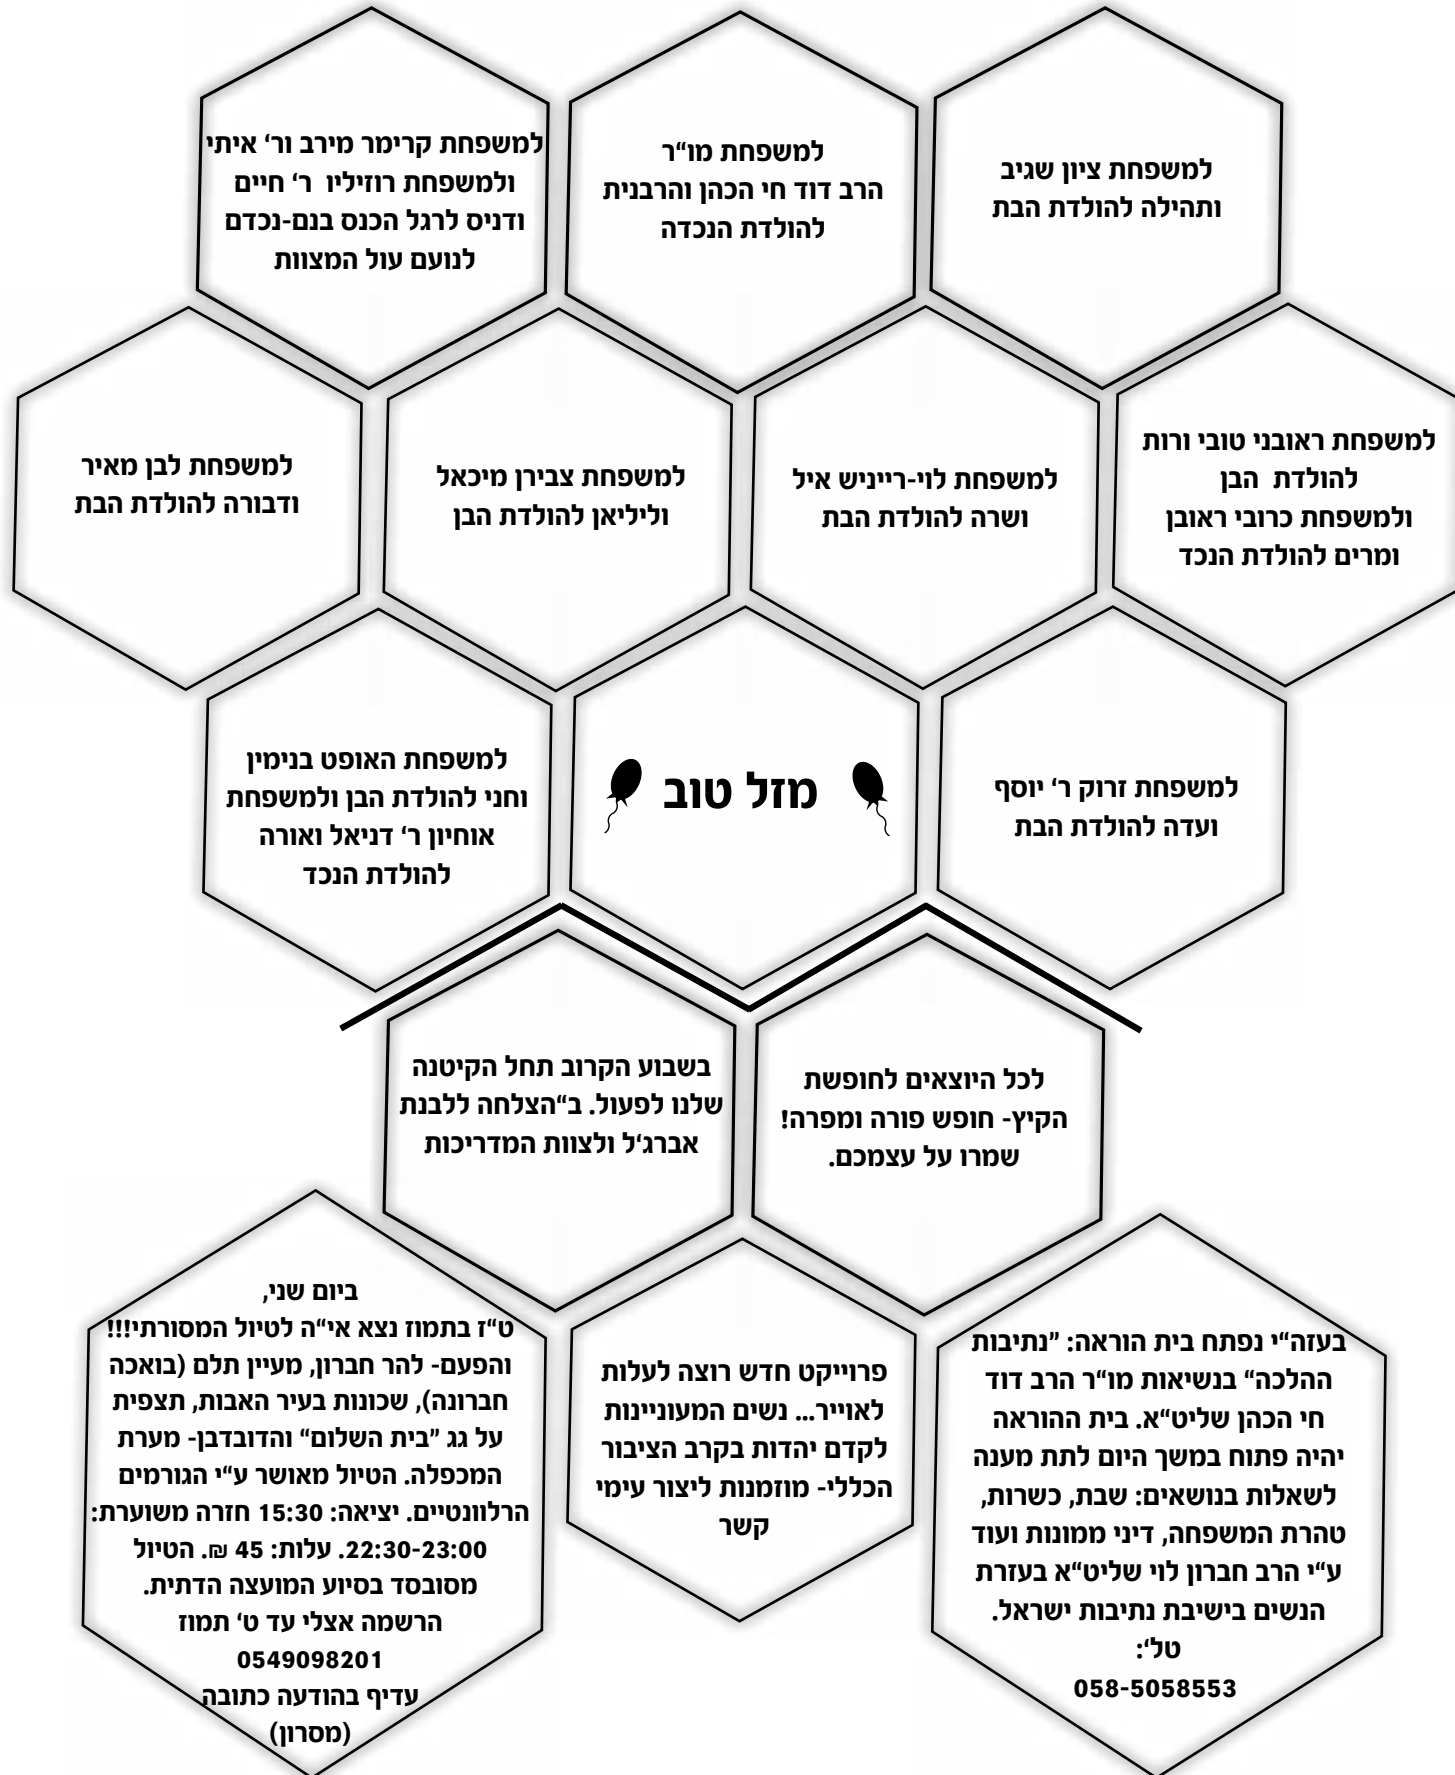 למשפחת ציון שגיב
ותהילה להולדת הבת
למשפחת מו"ר
הרב דוד חי הכהן והרבנית
להולדת הנכדה
למשפחת קרימר מירב ור' איתי
ולמשפחת רוזיליו ר' חיים
ודניס לרגל הכנס בנם-נכדם
לנועם עול המצוות
למשפחת ראובני טובי ורות
להולדת הבן
ולמשפחת כרובי ראובן
ומרים להולדת הנכד
למשפחת לוי-רייניש איל
ושרה להולדת הבת
למשפחת צבירן מיכאל
וליליאן להולדת הבן
למשפחת לבן מאיר
ודבורה להולדת הבת
למשפחת זרוק ר' יוסף
ועדה להולדת הבת
מזל טוב
למשפחת האופט בנימין
וחני להולדת הבן ולמשפחת
אוחיון ר' דניאל ואורה
להולדת הנכד
לכל היוצאים לחופשת
הקיץ- חופש פורה ומפרה!
שמרו על עצמכם.
בשבוע הקרוב תחל הקיטנה
שלנו לפעול. ב"הצלחה ללבנת
אברג'ל ולצוות המדריכות
בעזה"י נפתח בית הוראה: "נתיבות
ההלכה" בנשיאות מו"ר הרב דוד
חי הכהן שליט"א. בית ההוראה
יהיה פתוח במשך היום לתת מענה
לשאלות בנושאים: שבת, כשרות,
טהרת המשפחה, דיני ממונות ועוד
ע"י הרב חברון לוי שליט"א בעזרת
הנשים בישיבת נתיבות ישראל.
טל':
058-5058553
פרוייקט חדש רוצה לעלות
לאוייר... נשים המעוניינות
לקדם יהדות בקרב הציבור
הכללי- מוזמנות ליצור עימי
קשר
ביום שני,
ט"ז בתמוז נצא אי"ה לטיול המסורתי!!!
והפעם- להר חברון, מעיין תלם (בואכה
חברונה), שכונות בעיר האבות, תצפית
על גג "בית השלום" והדובדבן- מערת
המכפלה. הטיול מאושר ע"י הגורמים
הרלוונטיים. יציאה: 15:30 חזרה משוערת:
22:30-23:00. עלות: 45 ₪. הטיול
מסובסד בסיוע המועצה הדתית.
הרשמה אצלי עד ט' תמוז
0549098201
עדיף בהודעה כתובה
(מסרון)